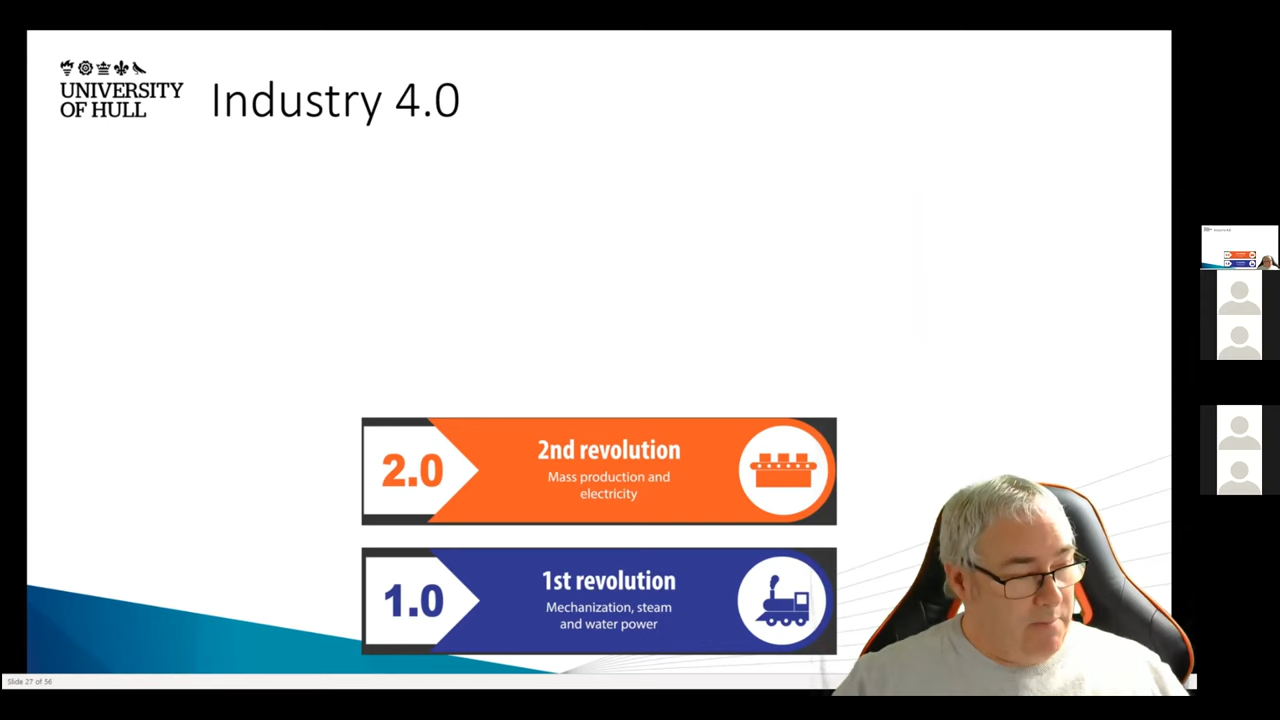 UNIVERSITY
OF HULL
Industry 4.0
2.0
2nd revolution
Mass production and
electricity
1.0
1st revolution
Mechanization, steam
and water power
Slide 27 of 56